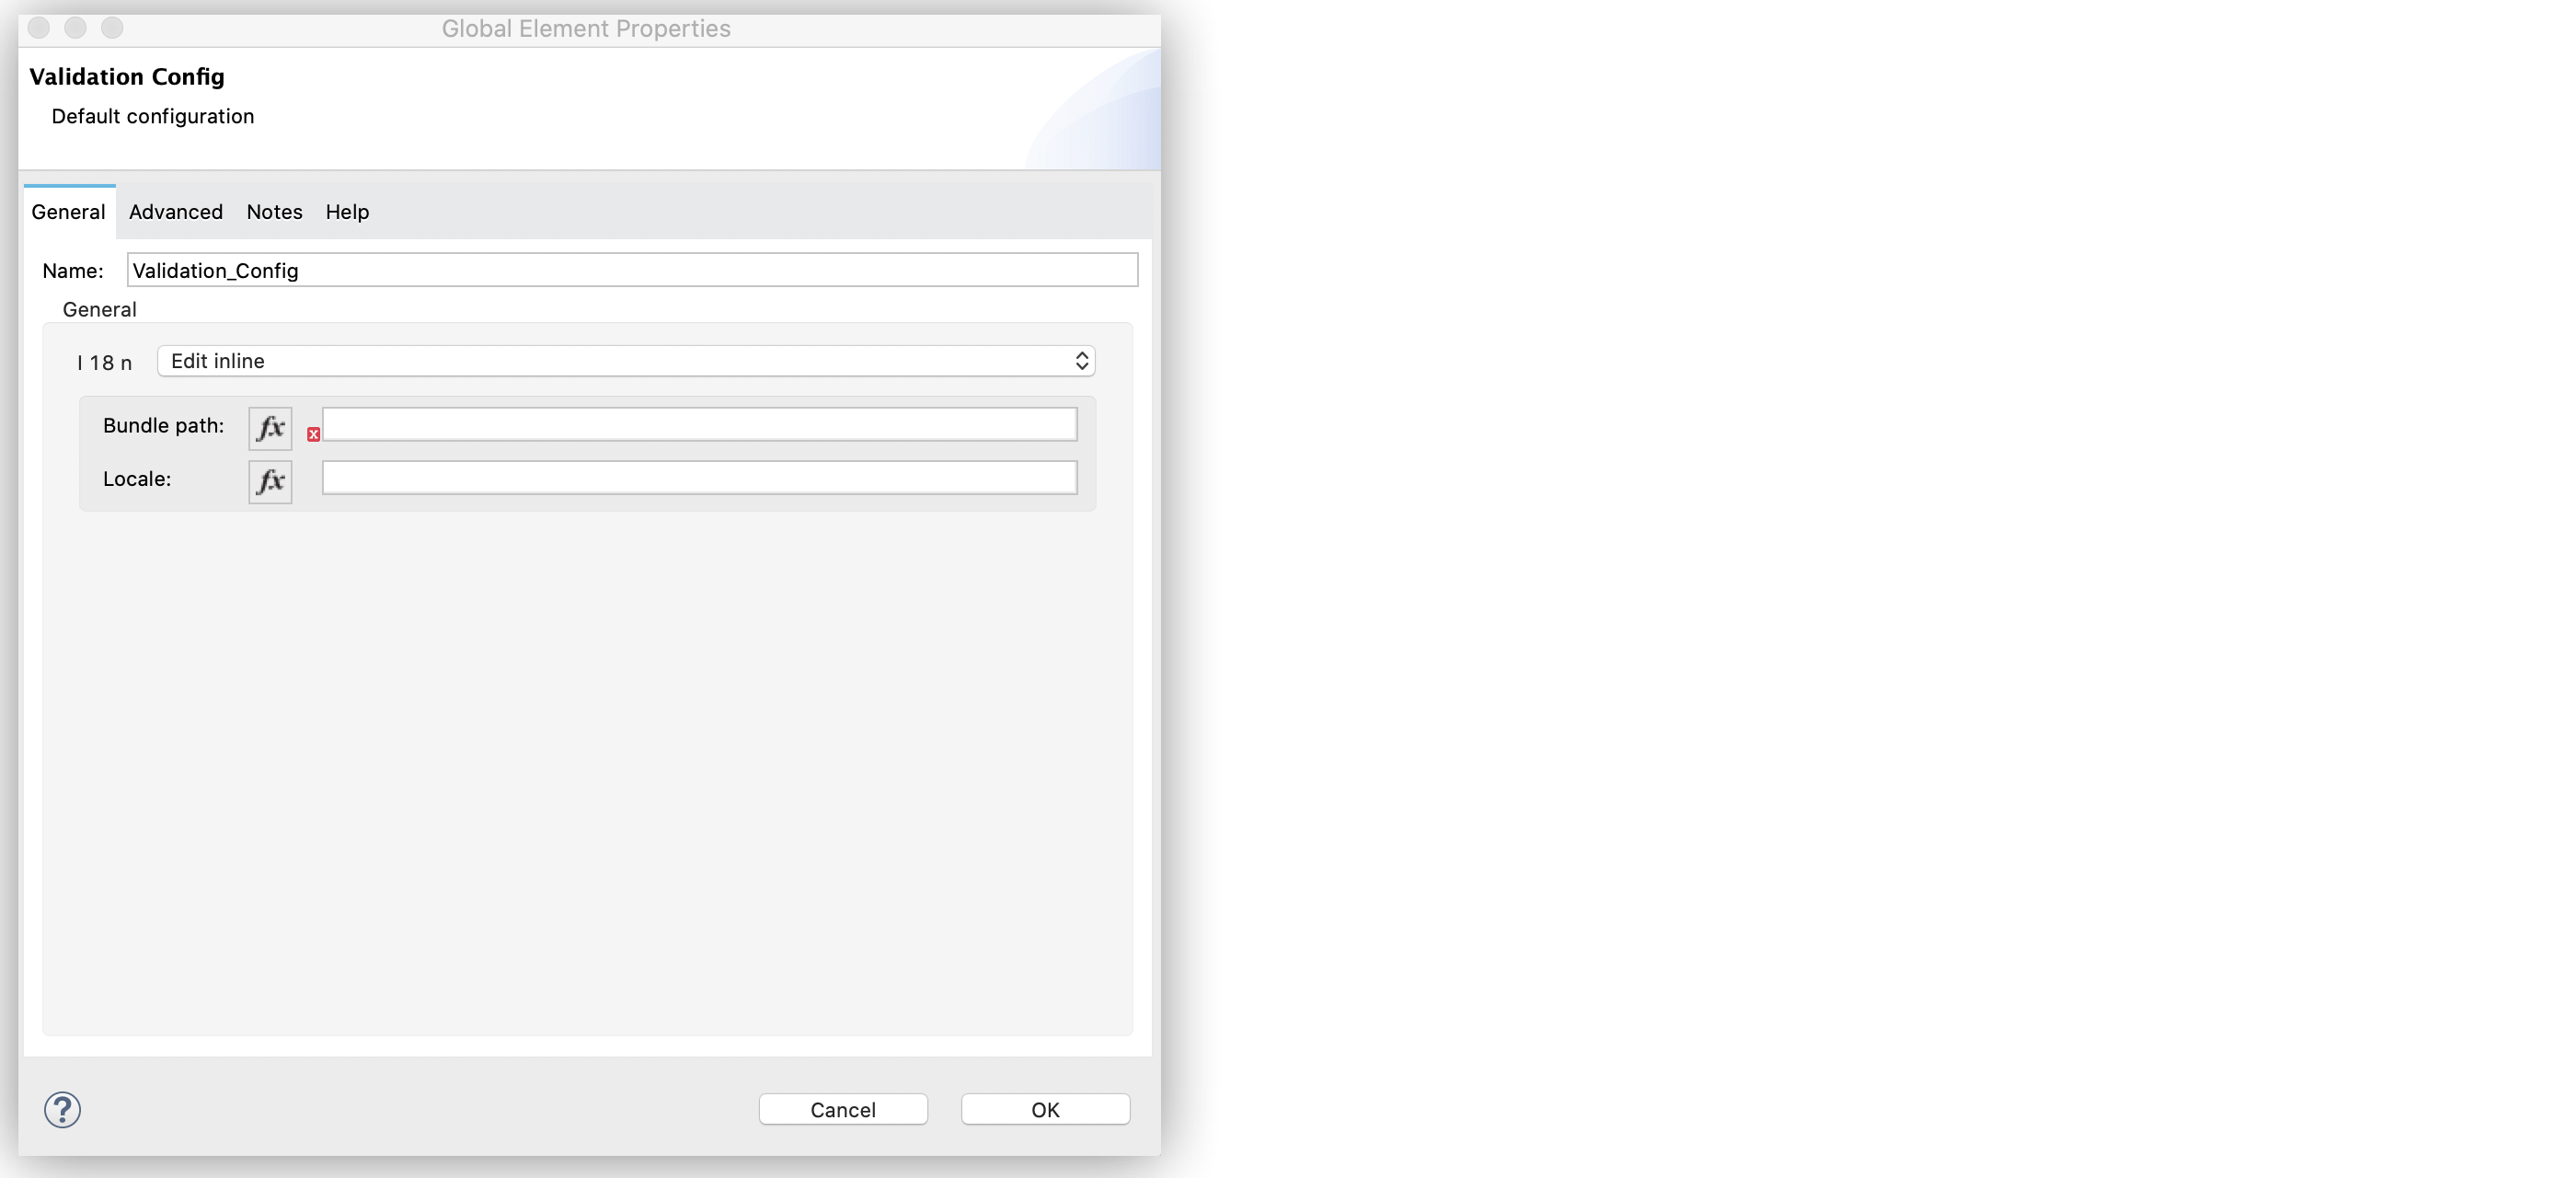 Global Element Properties
Validation Config
Default configuration
General Advanced Notes Help
Name: Validation_Config
General
I 18 n Edit inline
Bundle path: fx x
Locale: fx
? Cancel OK